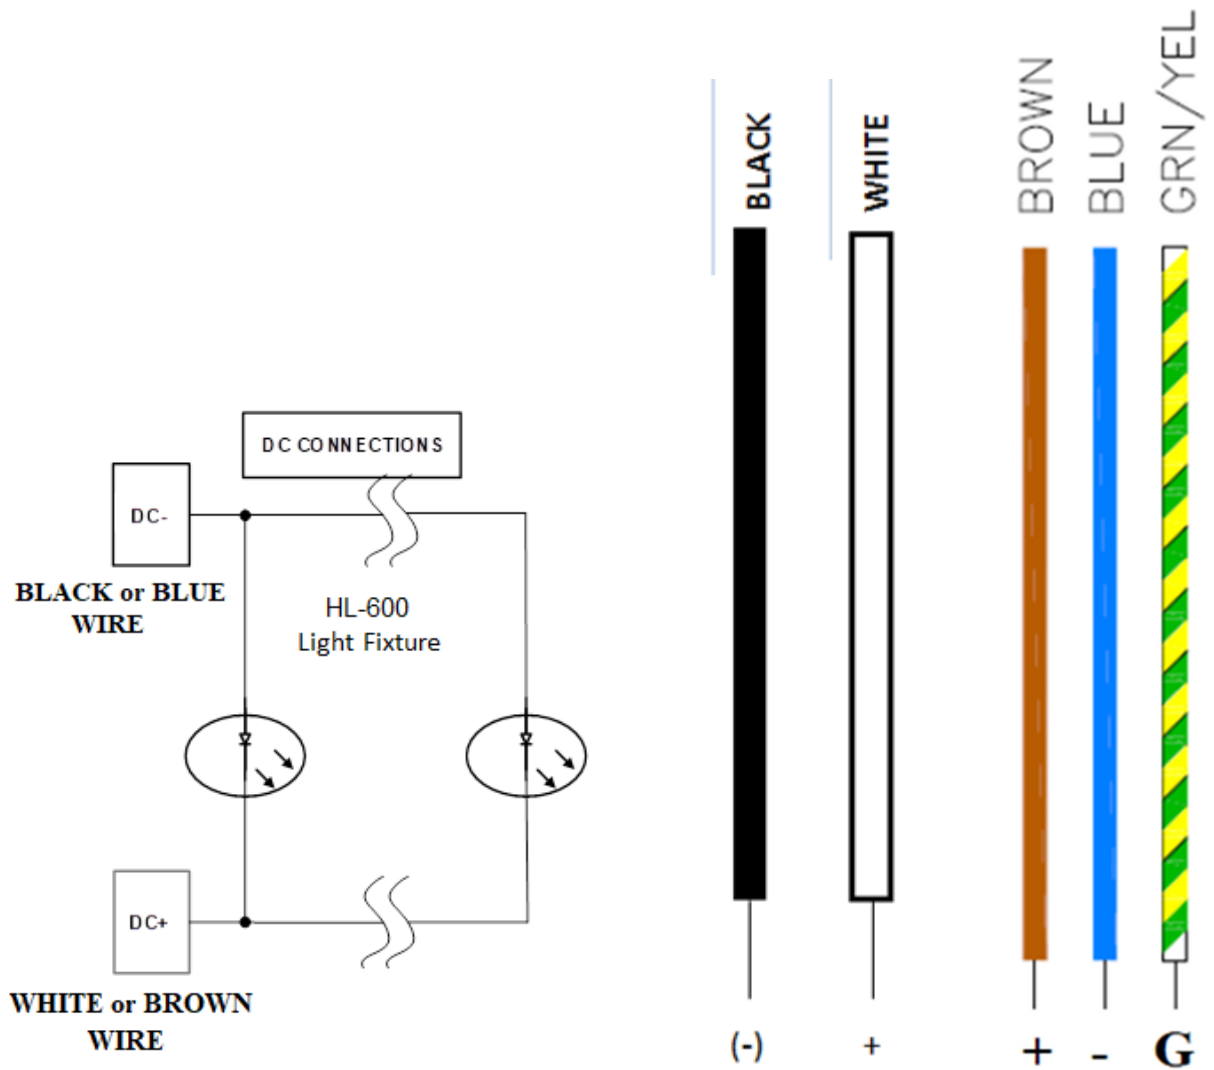 DC CONNECTIONS
DC-
BLACK or BLUE
WIRE
HL-600
Light Fixture
DC+
WHITE or BROWN
WIRE
BLACK
WHITE
BROWN
BLUE
GRN/YEL
(-)
+
+
-
G